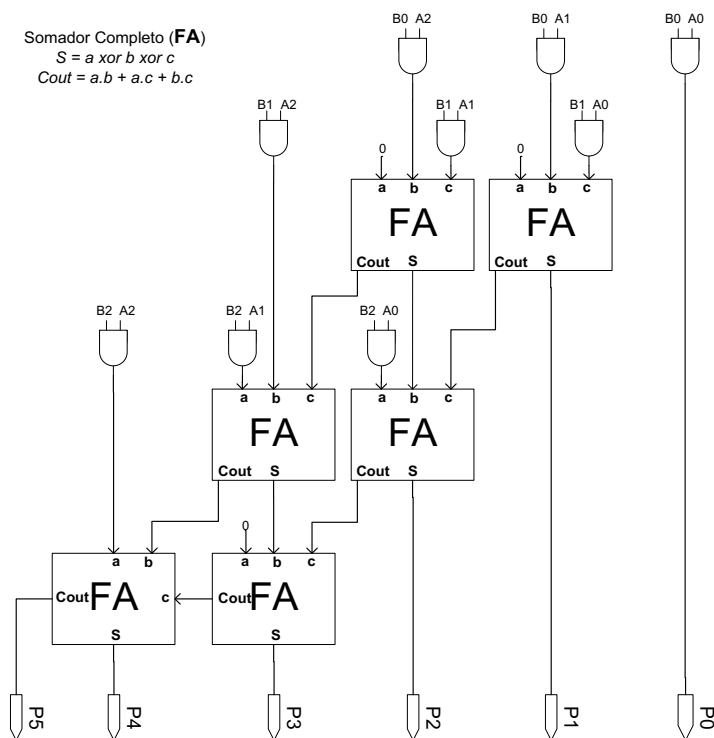 Somador Completo (FA)
S = a xor b xor c
Cout = a.b + a.c + b.c
B0 A2
B0 A1
B0 A0
B1 A2
B1 A1
B1 A0
0
0
a b c
a b c
FA
FA
Cout S
Cout S
B2 A2
B2 A1
B2 A0
a b c
a b c
FA
FA
Cout S
Cout S
0
a b
a b c
Cout FA c
Cout FA
S
S
P5
P4
P3
P2
P1
P0